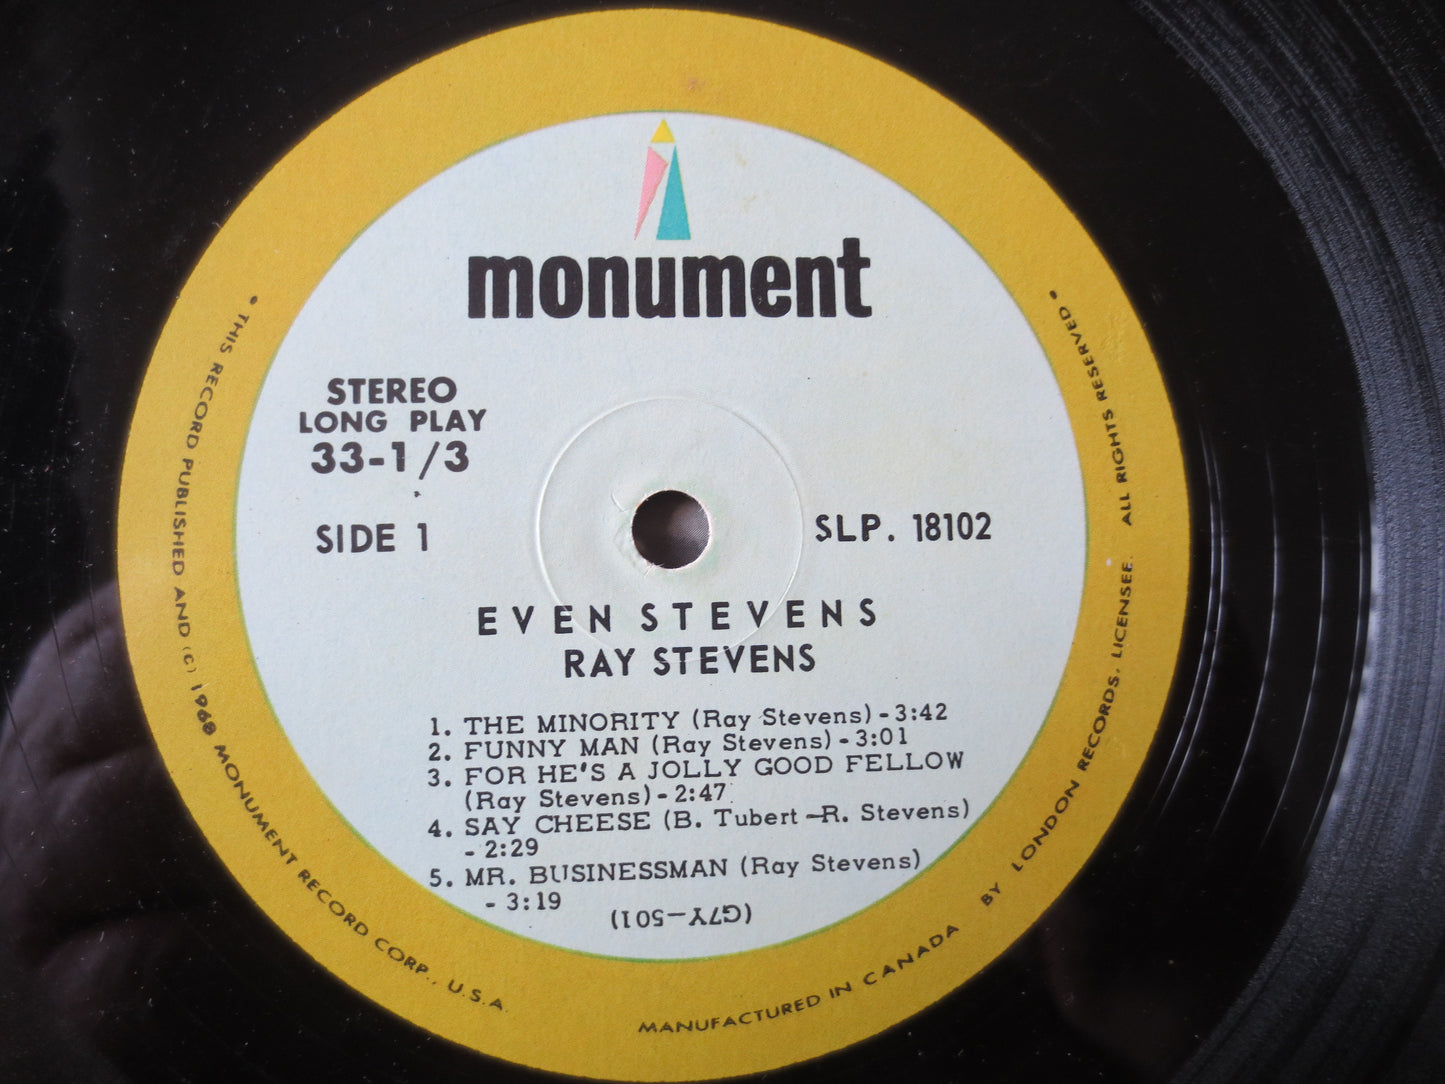 monument
STEREO
LONG PLAY
33-1/3
SIDE 1
SLP. 18102
EVEN STEVENS
RAY STEVENS
1. THE MINORITY (Ray Stevens) - 3:42
2. FUNNY MAN (Ray Stevens) - 3:01
3. FOR HE'S A JOLLY GOOD FELLOW
(Ray Stevens) - 2:47
4. SAY CHEESE (B. Tubert - R. Stevens)
- 2:29
5. MR. BUSINESSMAN (Ray Stevens)
- 3:19
(G7Y-501)
• THIS RECORD PUBLISHED AND (C) 1968 MONUMENT RECORD CORP., U.S.A.
MANUFACTURED IN CANADA BY LONDON RECORDS, LICENSEE. ALL RIGHTS RESERVED •